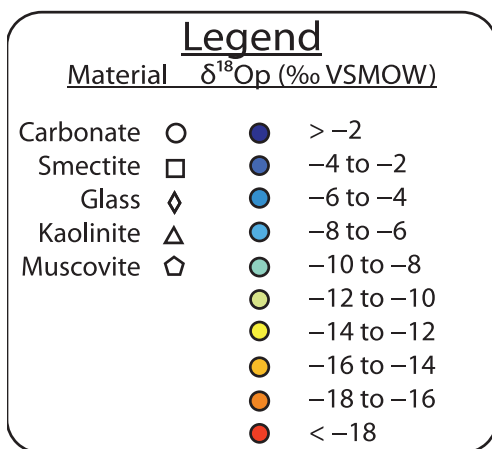 Legend
Material δ¹⁸Op (‰ VSMOW)
Carbonate > −2
Smectite −4 to −2
Glass −6 to −4
Kaolinite −8 to −6
Muscovite −10 to −8
−12 to −10
−14 to −12
−16 to −14
−18 to −16
< −18